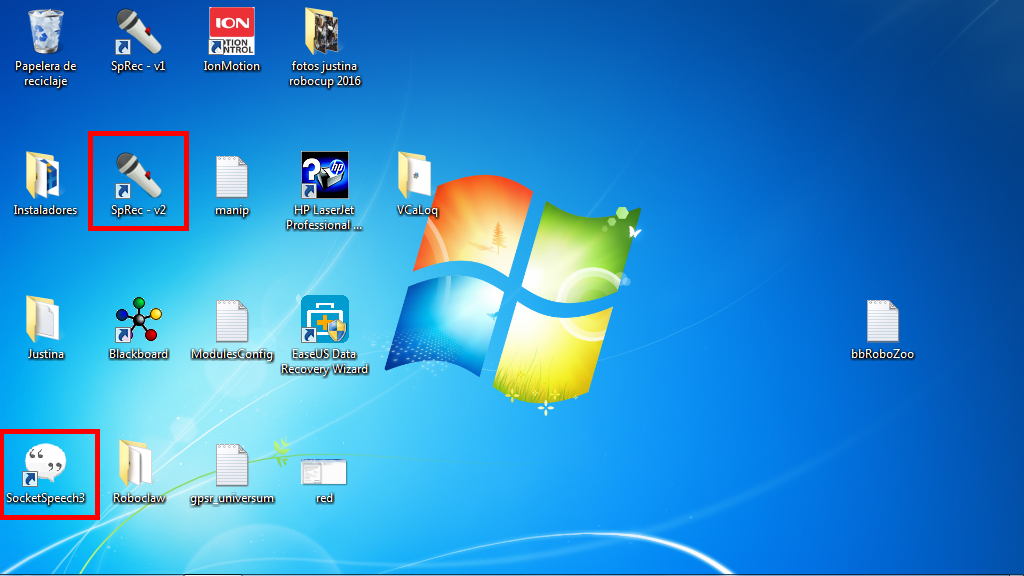 Papelera de
reciclaje
SpRec - v1
ION
MOTION
CONTROL
IonMotion
fotos justina
robocup 2016
Instaladores
SpRec - v2
manip
?
hp
HP LaserJet
Professional ...
VCaLoq
Justina
Blackboard
ModulesConfig
EaseUS Data
Recovery Wizard
bbRoboZoo
SocketSpeech3
Roboclaw
gpsr_universum
red